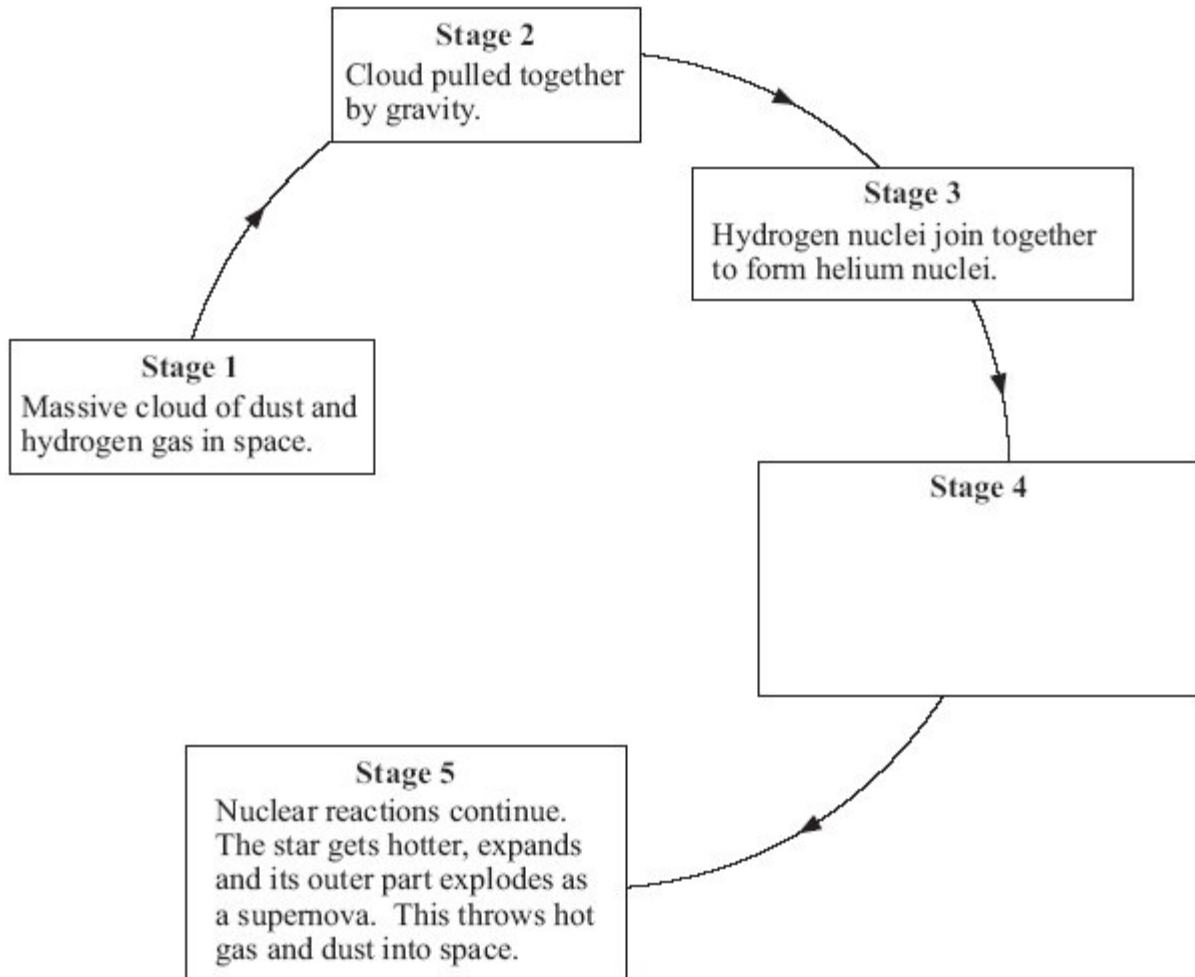 Stage 1
Massive cloud of dust and
hydrogen gas in space.
Stage 2
Cloud pulled together
by gravity.
Stage 3
Hydrogen nuclei join together
to form helium nuclei.
Stage 4
Stage 5
Nuclear reactions continue.
The star gets hotter, expands
and its outer part explodes as
a supernova. This throws hot
gas and dust into space.